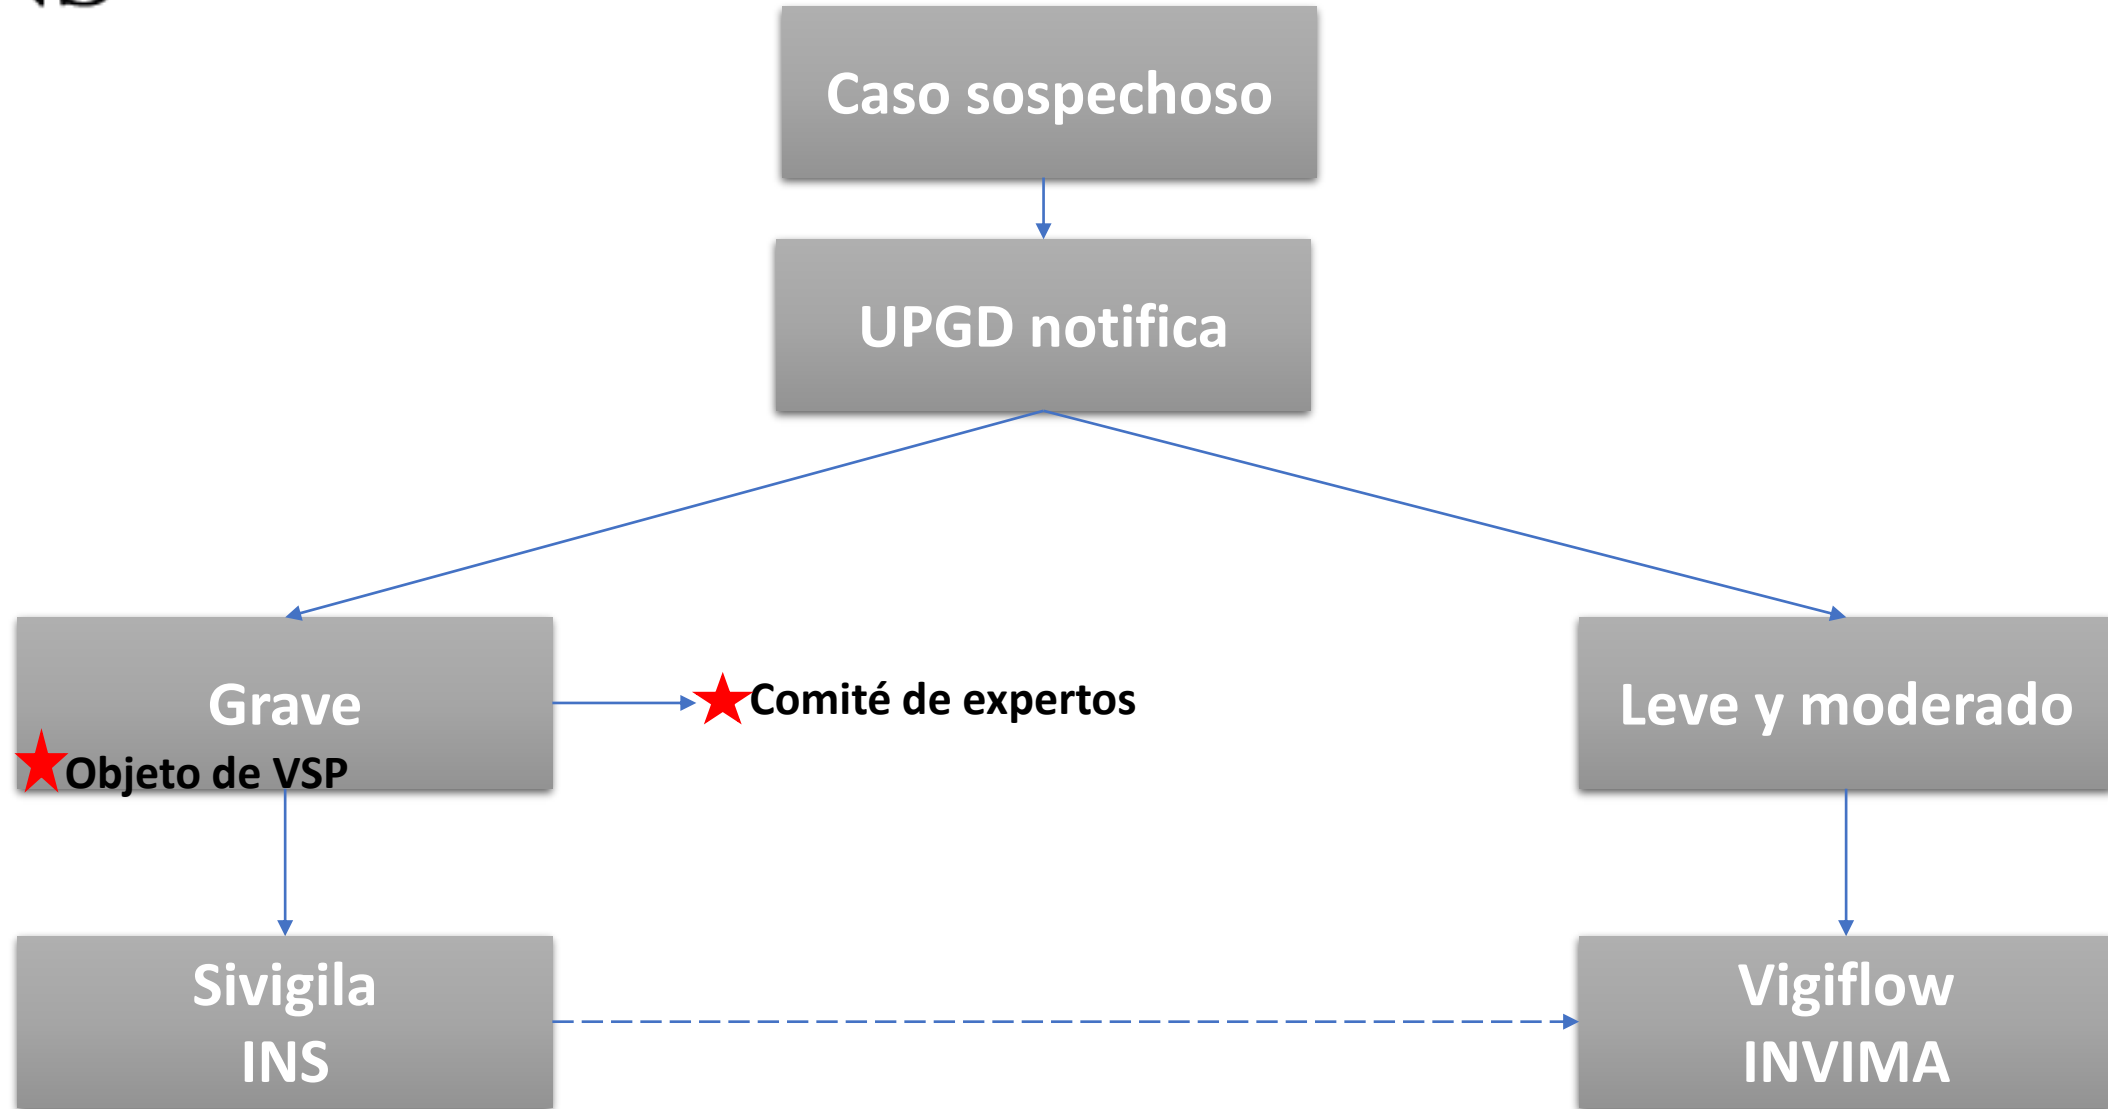 Caso sospechoso
UPGD notifica
Grave
Objeto de VSP
Comité de expertos
Leve y moderado
Sivigila
INS
Vigiflow
INVIMA